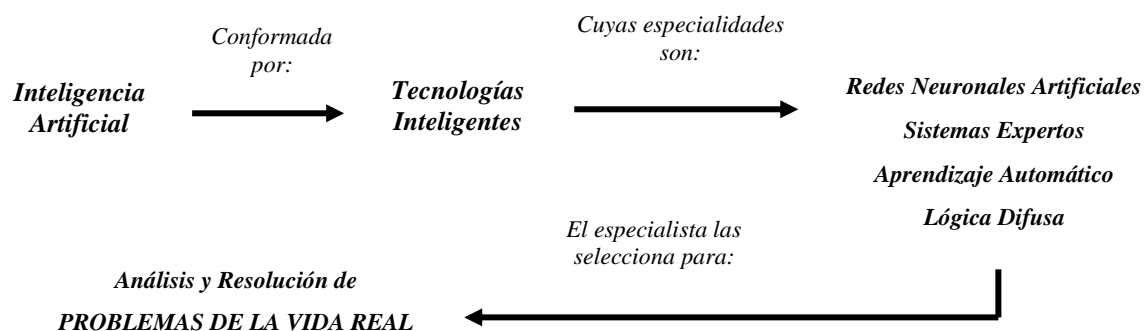 Conformada
por:
Cuyas especialidades
son:
Inteligencia
Artificial
Tecnologías
Inteligentes
Redes Neuronales Artificiales
Sistemas Expertos
Aprendizaje Automático
Lógica Difusa
El especialista las
selecciona para:
Análisis y Resolución de
PROBLEMAS DE LA VIDA REAL